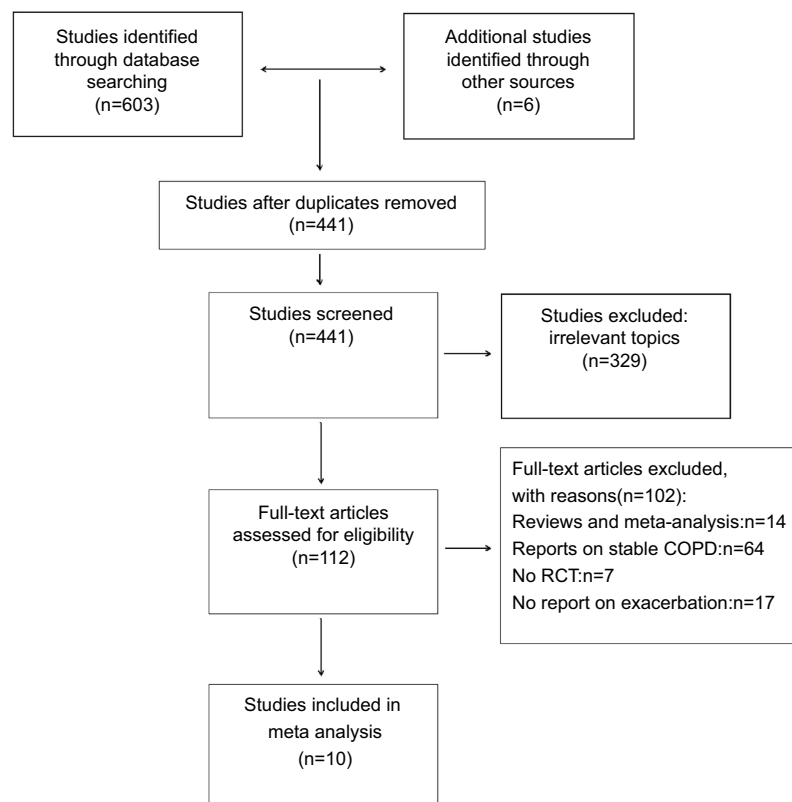 Studies identified
through database
searching
(n=603)
Additional studies
identified through
other sources
(n=6)
Studies after duplicates removed
(n=441)
Studies screened
(n=441)
Studies excluded:
irrelevant topics
(n=329)
Full-text articles
assessed for eligibility
(n=112)
Full-text articles excluded,
with reasons(n=102):
Reviews and meta-analysis:n=14
Reports on stable COPD:n=64
No RCT:n=7
No report on exacerbation:n=17
Studies included in
meta analysis
(n=10)